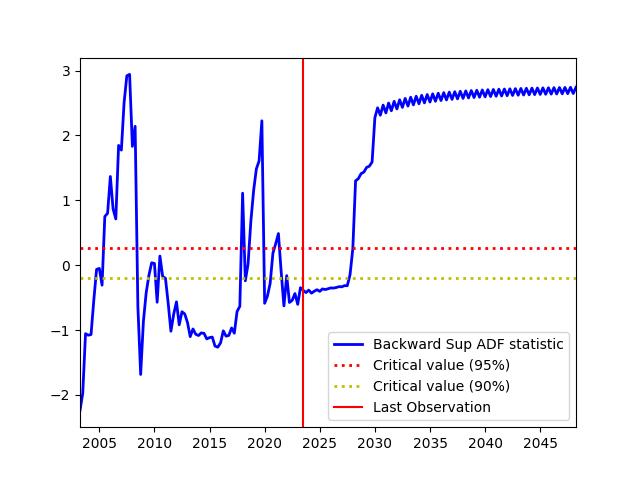 3
2
1
0
−1
−2
2005 2010 2015 2020 2025 2030 2035 2040 2045
Backward Sup ADF statistic
Critical value (95%)
Critical value (90%)
Last Observation